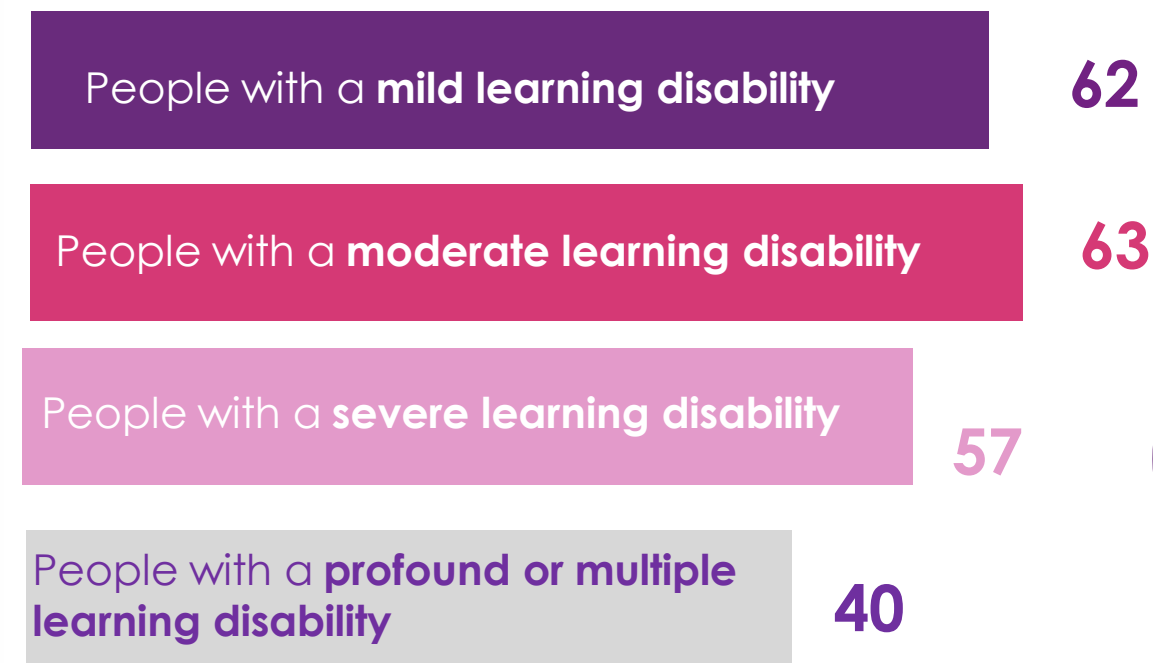 People with a mild learning disability 62
People with a moderate learning disability 63
People with a severe learning disability
57
People with a profound or multiple
learning disability
40